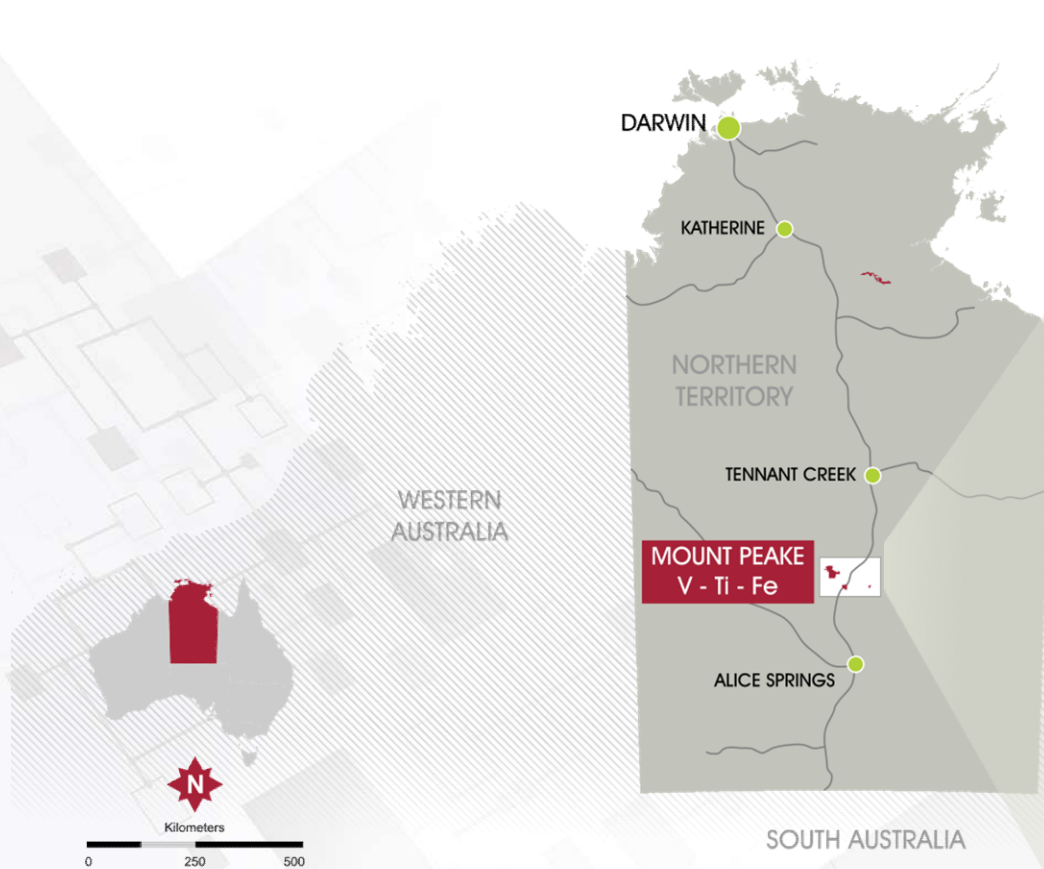 DARWIN
KATHERINE
NORTHERN
TERRITORY
TENNANT CREEK
WESTERN
AUSTRALIA
MOUNT PEAKE
V - Ti - Fe
ALICE SPRINGS
N
Kilometers
0 250 500
SOUTH AUSTRALIA